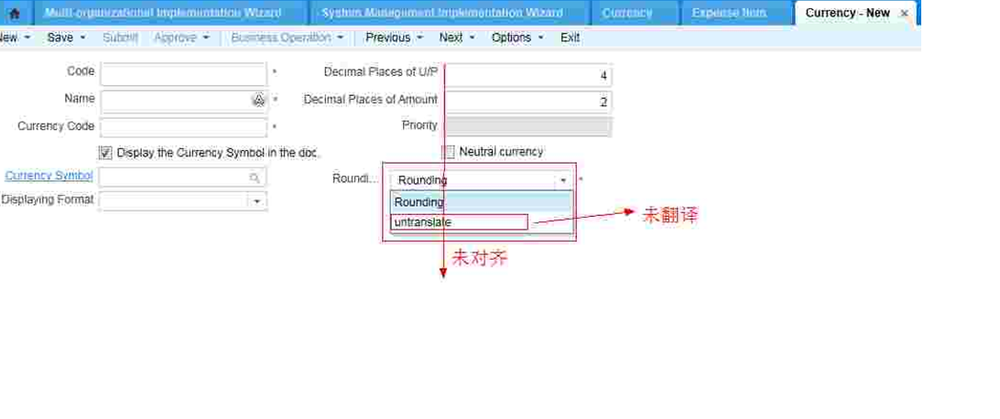 Multi-organizational Implementation Wizard System Management Implementation Wizard Currency Expense Item Currency - New ×
New Save Submit Approve Business Operation Previous Next Options Exit
Code * Decimal Places of U/P 4
Name * Decimal Places of Amount 2
Currency Code * Priority
Display the Currency Symbol in the doc. Neutral currency
Currency Symbol Roundi... Rounding *
Displaying Format Rounding
untranslate 未翻译
未对齐